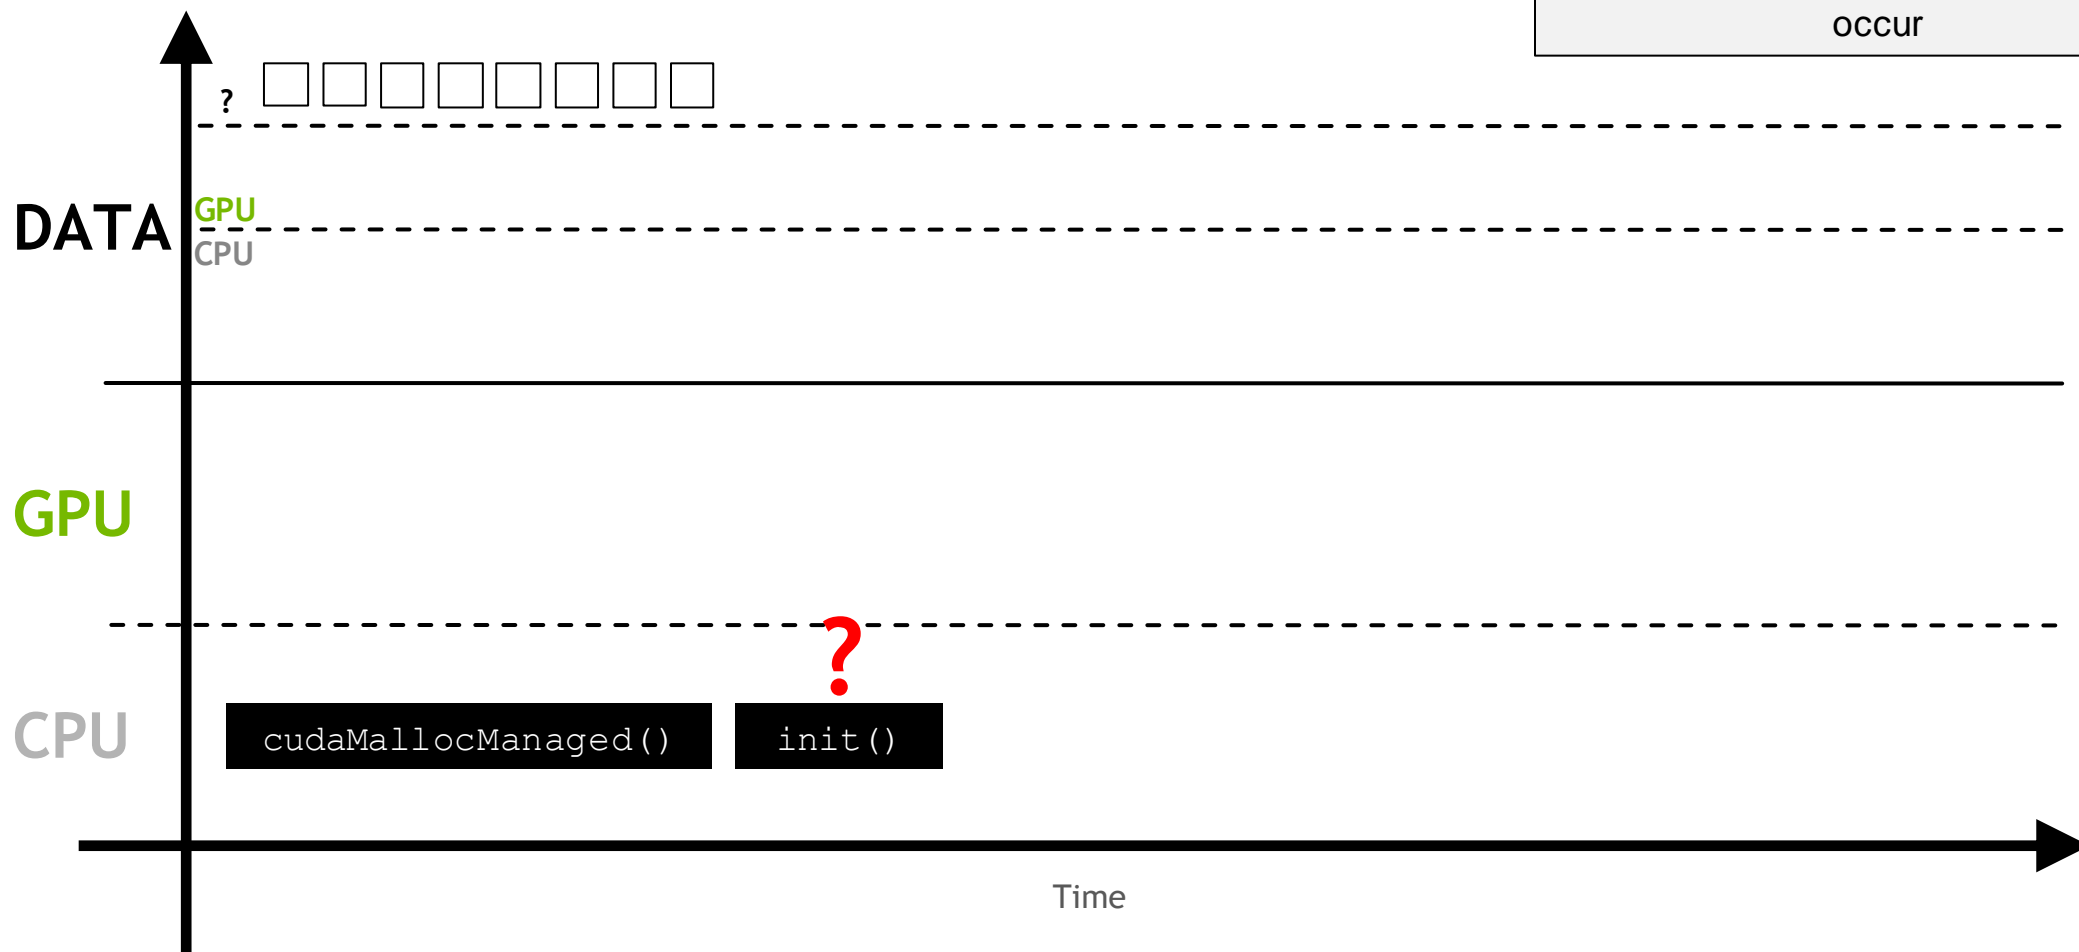 occur
?
DATA
GPU
CPU
GPU
?
CPU
cudaMallocManaged()
init()
Time